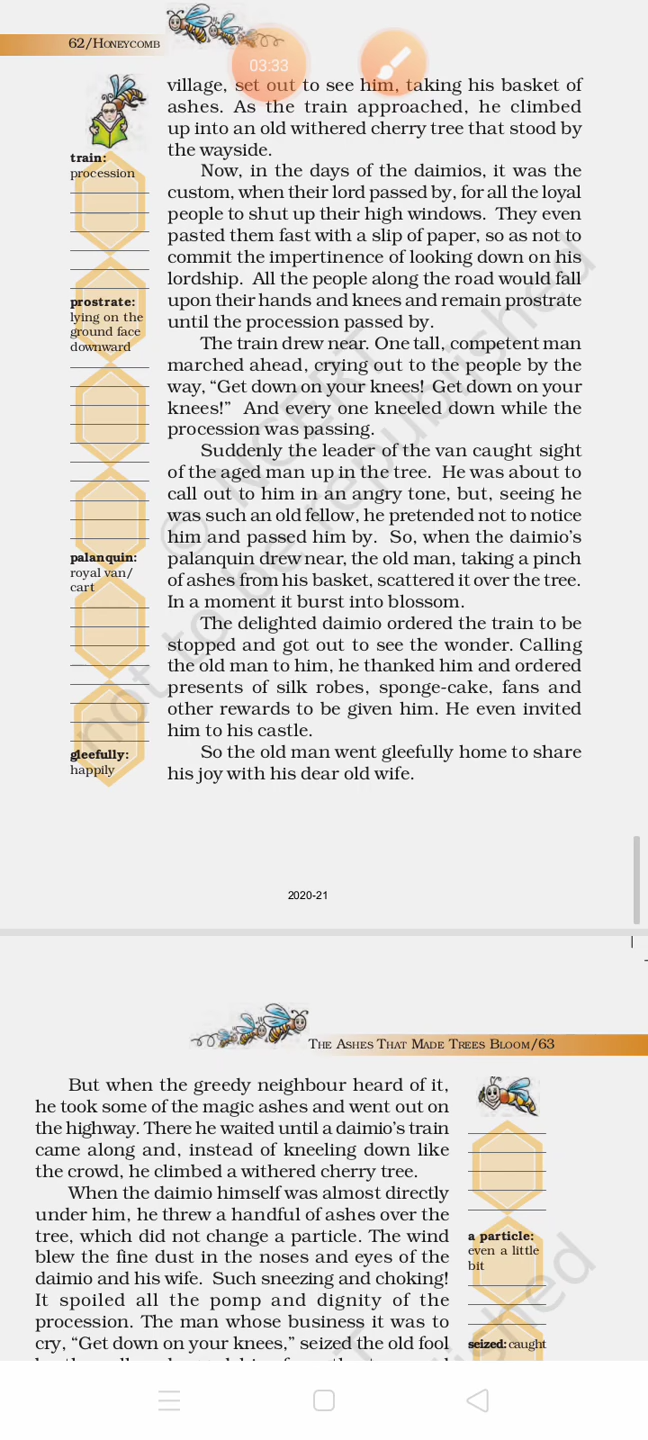 62/HONEYCOMB
03:33
village, set out to see him, taking his basket of
ashes. As the train approached, he climbed
up into an old withered cherry tree that stood by
the wayside.
train:
procession
Now, in the days of the daimios, it was the
custom, when their lord passed by, for all the loyal
people to shut up their high windows. They even
pasted them fast with a slip of paper, so as not to
commit the impertinence of looking down on his
lordship. All the people along the road would fall
upon their hands and knees and remain prostrate
until the procession passed by.
prostrate:
lying on the
ground face
downward
The train drew near. One tall, competent man
marched ahead, crying out to the people by the
way, “Get down on your knees! Get down on your
knees!” And every one kneeled down while the
procession was passing.
Suddenly the leader of the van caught sight
of the aged man up in the tree. He was about to
call out to him in an angry tone, but, seeing he
was such an old fellow, he pretended not to notice
him and passed him by. So, when the daimio’s
palanquin drew near, the old man, taking a pinch
of ashes from his basket, scattered it over the tree.
In a moment it burst into blossom.
palanquin:
royal van/
cart
The delighted daimio ordered the train to be
stopped and got out to see the wonder. Calling
the old man to him, he thanked him and ordered
presents of silk robes, sponge-cake, fans and
other rewards to be given him. He even invited
him to his castle.
So the old man went gleefully home to share
his joy with his dear old wife.
gleefully:
happily
© NCERT
not to be republished
2020-21
THE ASHES THAT MADE TREES BLOOM/63
But when the greedy neighbour heard of it,
he took some of the magic ashes and went out on
the highway. There he waited until a daimio’s train
came along and, instead of kneeling down like
the crowd, he climbed a withered cherry tree.
When the daimio himself was almost directly
under him, he threw a handful of ashes over the
tree, which did not change a particle. The wind
blew the fine dust in the noses and eyes of the
daimio and his wife. Such sneezing and choking!
It spoiled all the pomp and dignity of the
procession. The man whose business it was to
cry, “Get down on your knees,” seized the old fool
a particle:
even a little
bit
seized: caught